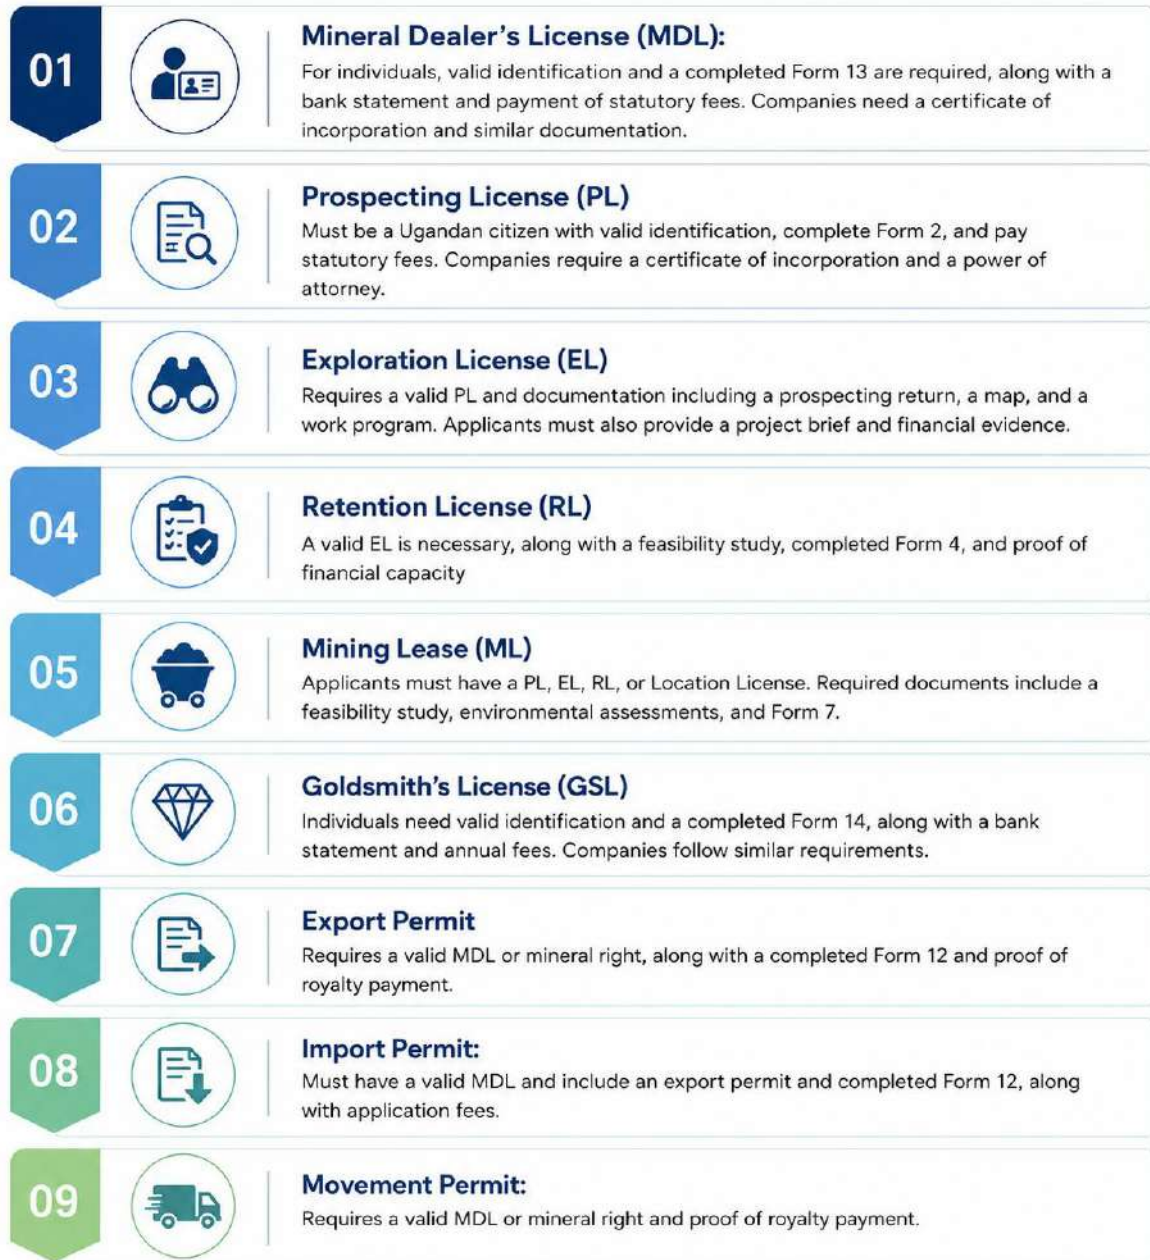 01
Mineral Dealer's License (MDL):
For individuals, valid identification and a completed Form 13 are required, along with a
bank statement and payment of statutory fees. Companies need a certificate of
incorporation and similar documentation.
02
Prospecting License (PL)
Must be a Ugandan citizen with valid identification, complete Form 2, and pay
statutory fees. Companies require a certificate of incorporation and a power of
attorney.
03
Exploration License (EL)
Requires a valid PL and documentation including a prospecting return, a map, and a
work program. Applicants must also provide a project brief and financial evidence.
04
Retention License (RL)
A valid EL is necessary, along with a feasibility study, completed Form 4, and proof of
financial capacity
05
Mining Lease (ML)
Applicants must have a PL, EL, RL, or Location License. Required documents include a
feasibility study, environmental assessments, and Form 7.
06
Goldsmith's License (GSL)
Individuals need valid identification and a completed Form 14, along with a bank
statement and annual fees. Companies follow similar requirements.
07
Export Permit
Requires a valid MDL or mineral right, along with a completed Form 12 and proof of
royalty payment.
08
Import Permit:
Must have a valid MDL and include an export permit and completed Form 12, along
with application fees.
09
Movement Permit:
Requires a valid MDL or mineral right and proof of royalty payment.